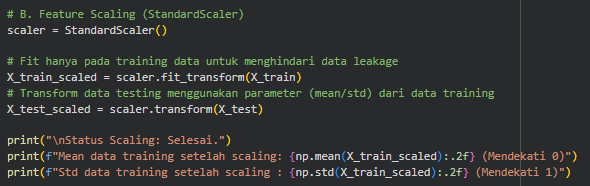 # B. Feature Scaling (StandardScaler)
scaler = StandardScaler()
# Fit hanya pada training data untuk menghindari data leakage
X_train_scaled = scaler.fit_transform(X_train)
# Transform data testing menggunakan parameter (mean/std) dari data training
X_test_scaled = scaler.transform(X_test)
print("\nStatus Scaling: Selesai.")
print(f"Mean data training setelah scaling: {np.mean(X_train_scaled):.2f} (Mendekati 0)")
print(f"Std data training setelah scaling : {np.std(X_train_scaled):.2f} (Mendekati 1)")